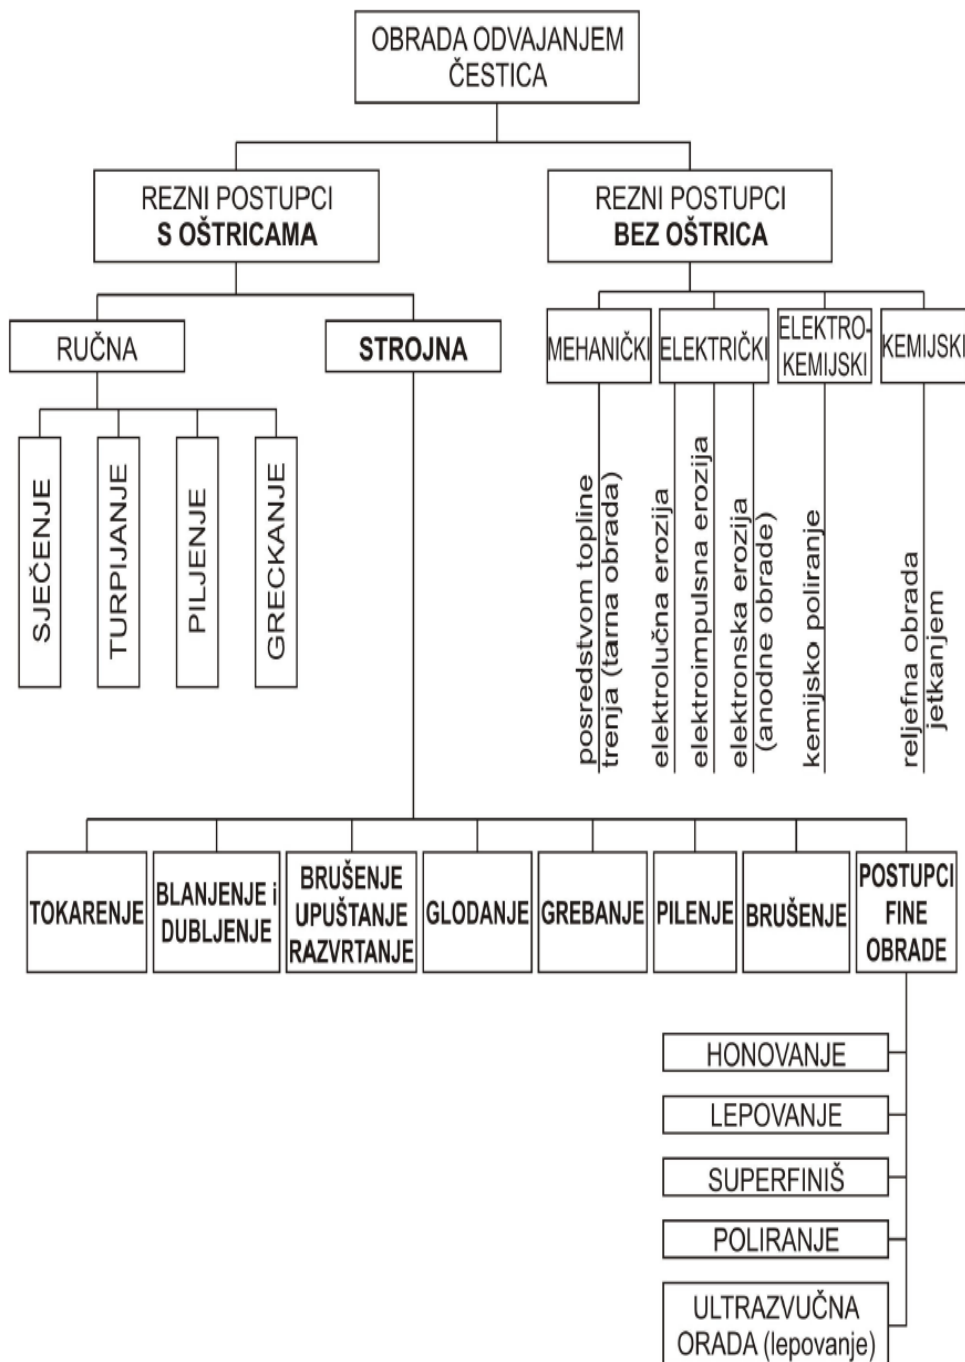 OBRADA ODVAJANJEM
ČESTICA
REZNI POSTUPCI
S OŠTRICAMA
REZNI POSTUPCI
BEZ OŠTRICA
RUČNA
STROJNA
MEHANIČKI
ELEKTRIČKI
ELEKTRO-
KEMIJSKI
KEMIJSKI
SJEČENJE
TURPIJANJE
PILJENJE
GRECKANJE
posredstvom topline
trenja (tarna obrada)
elektrolučna erozija
elektroimpulsna erozija
elektronska erozija
(anodne obrade)
kemijsko poliranje
reljefna obrada
jetkanjem
TOKARENJE
BLANJENJE i
DUBLJENJE
BRUŠENJE
UPUŠTANJE
RAZVRTANJE
GLODANJE
GREBANJE
PILENJE
BRUŠENJE
POSTUPCI
FINE
OBRADE
HONOVANJE
LEPOVANJE
SUPERFINIŠ
POLIRANJE
ULTRAZVUČNA
ORADA (lepovanje)